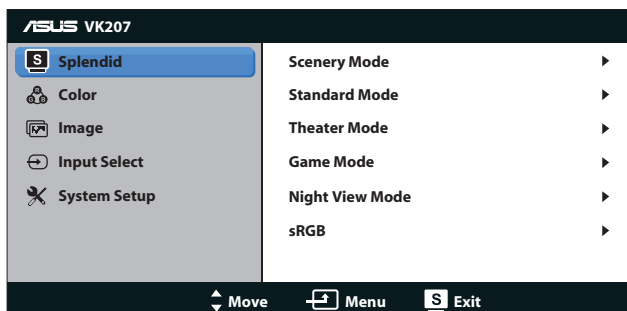 ASUS VK207
S Splendid
Color
Image
Input Select
System Setup
Scenery Mode
Standard Mode
Theater Mode
Game Mode
Night View Mode
sRGB
Move Menu S Exit